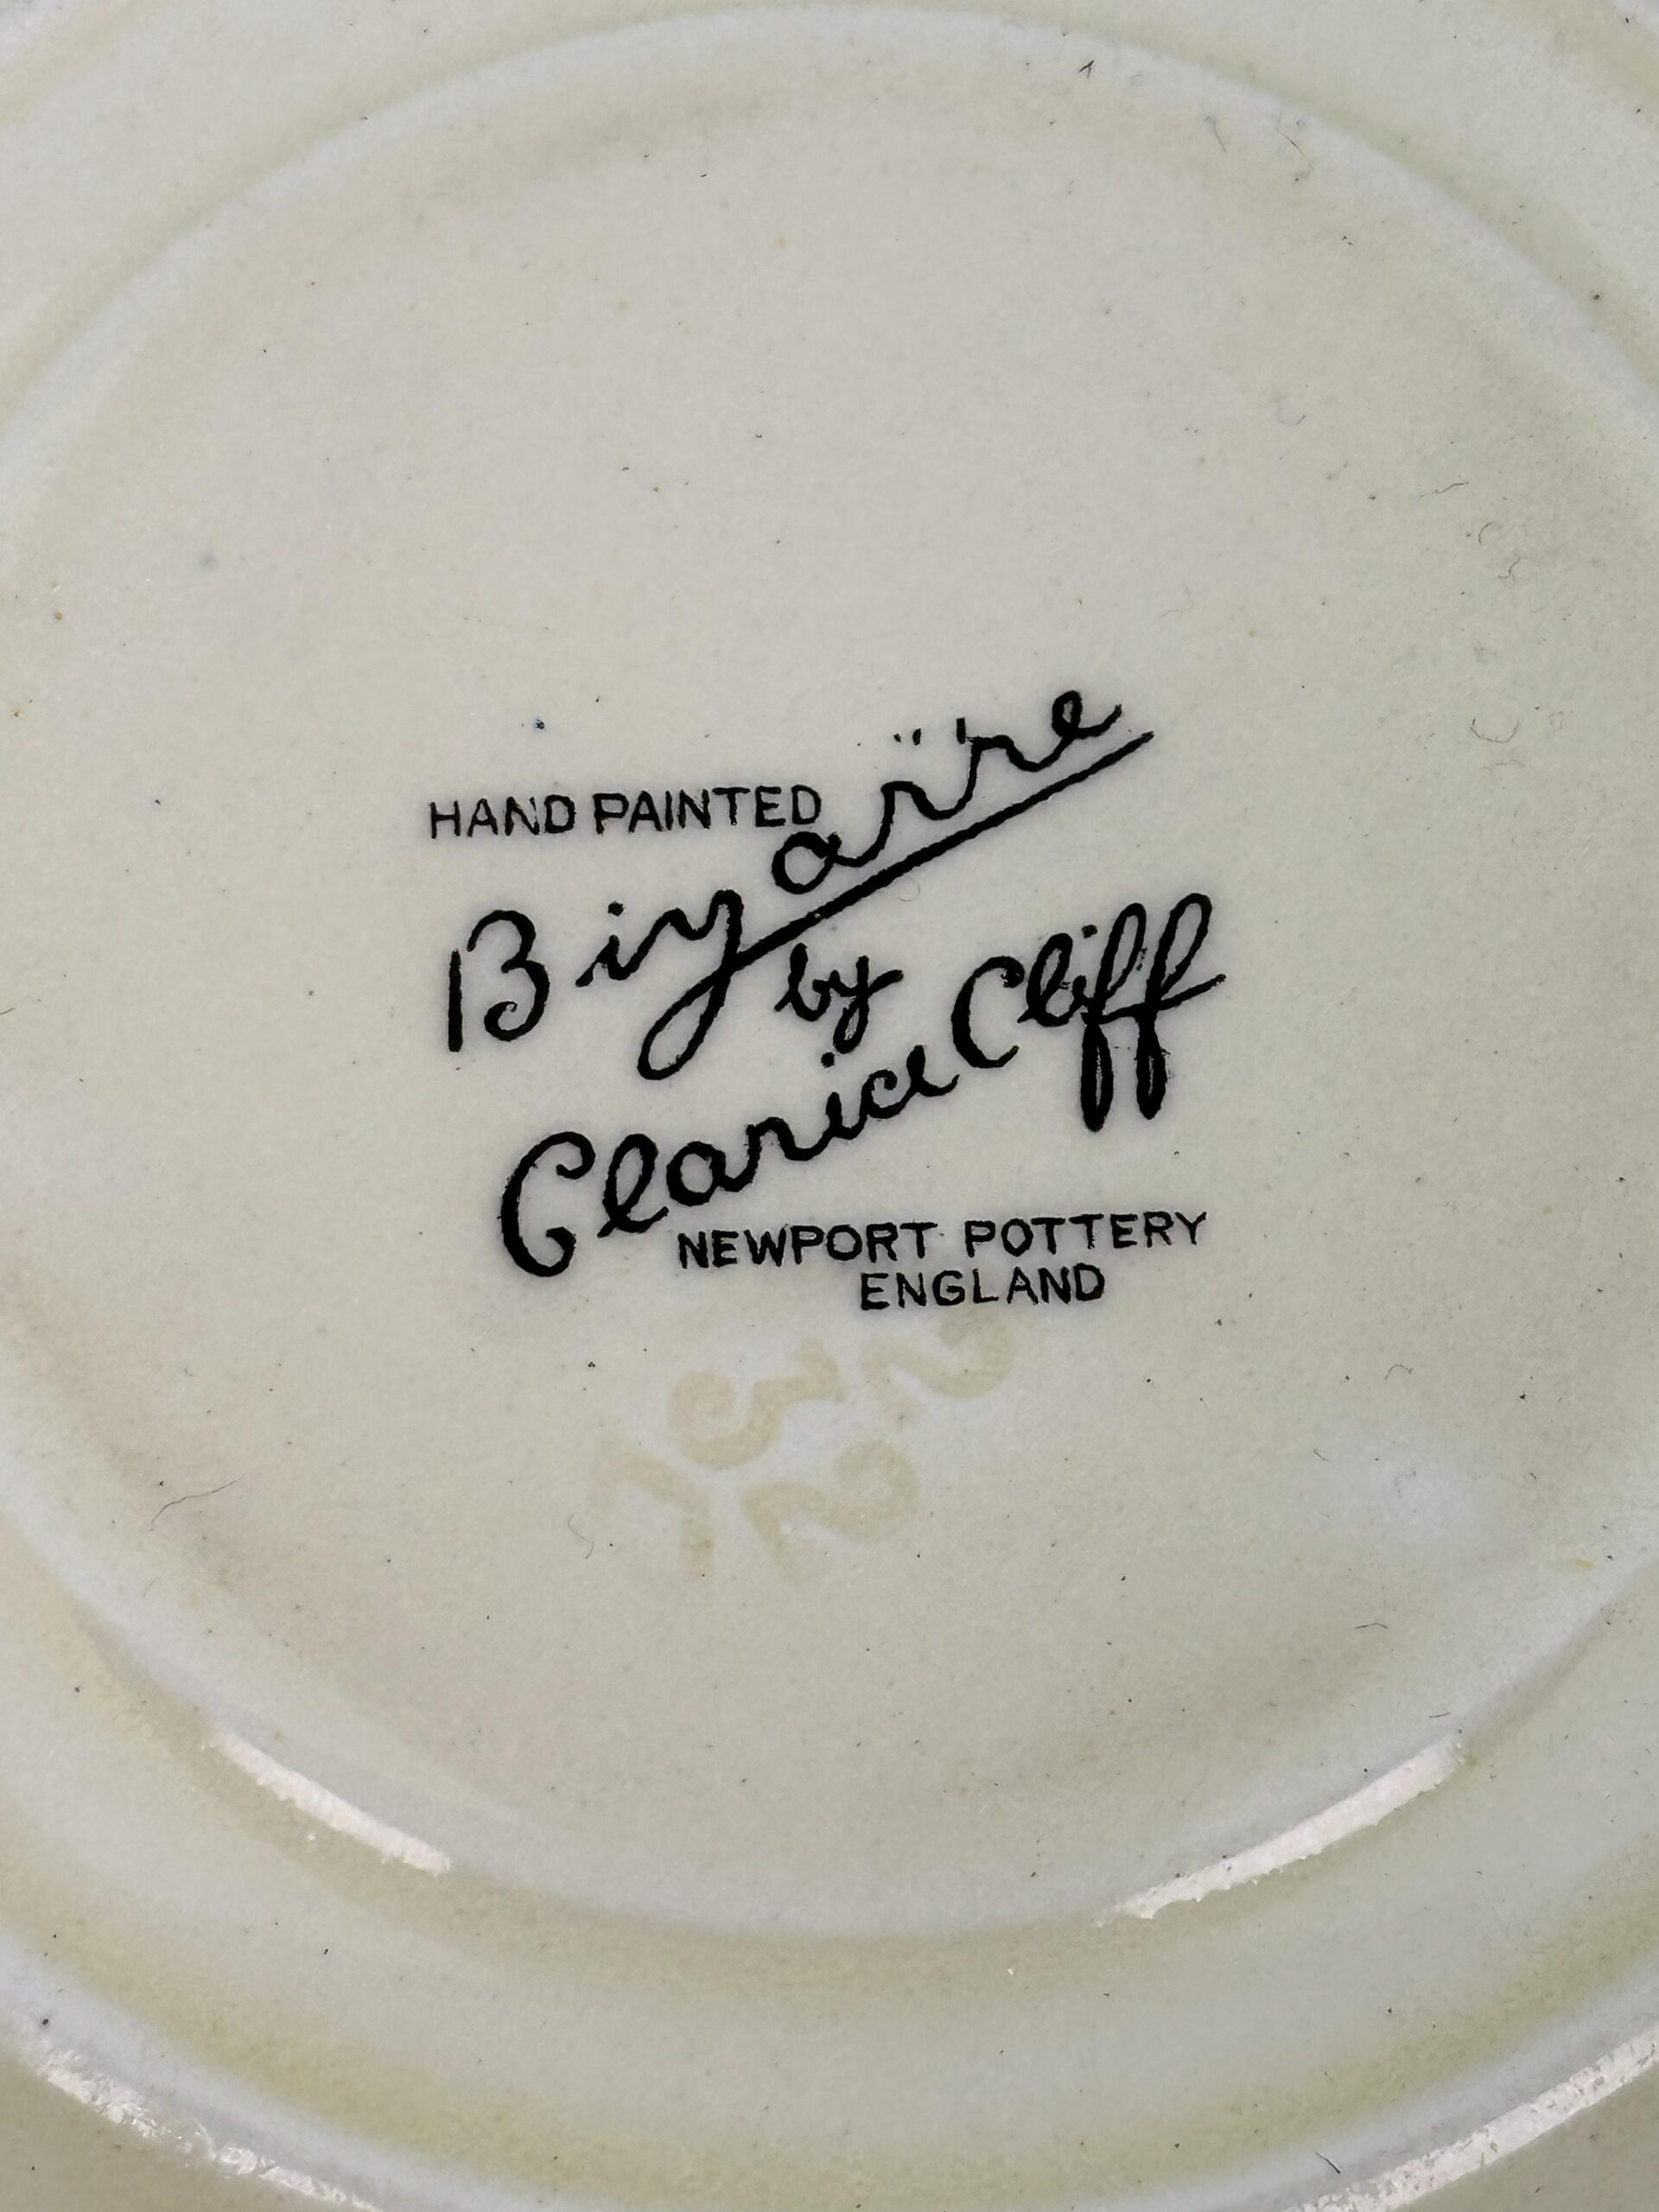 HAND PAINTED
Bizarre
by
Clarice Cliff
NEWPORT POTTERY
ENGLAND